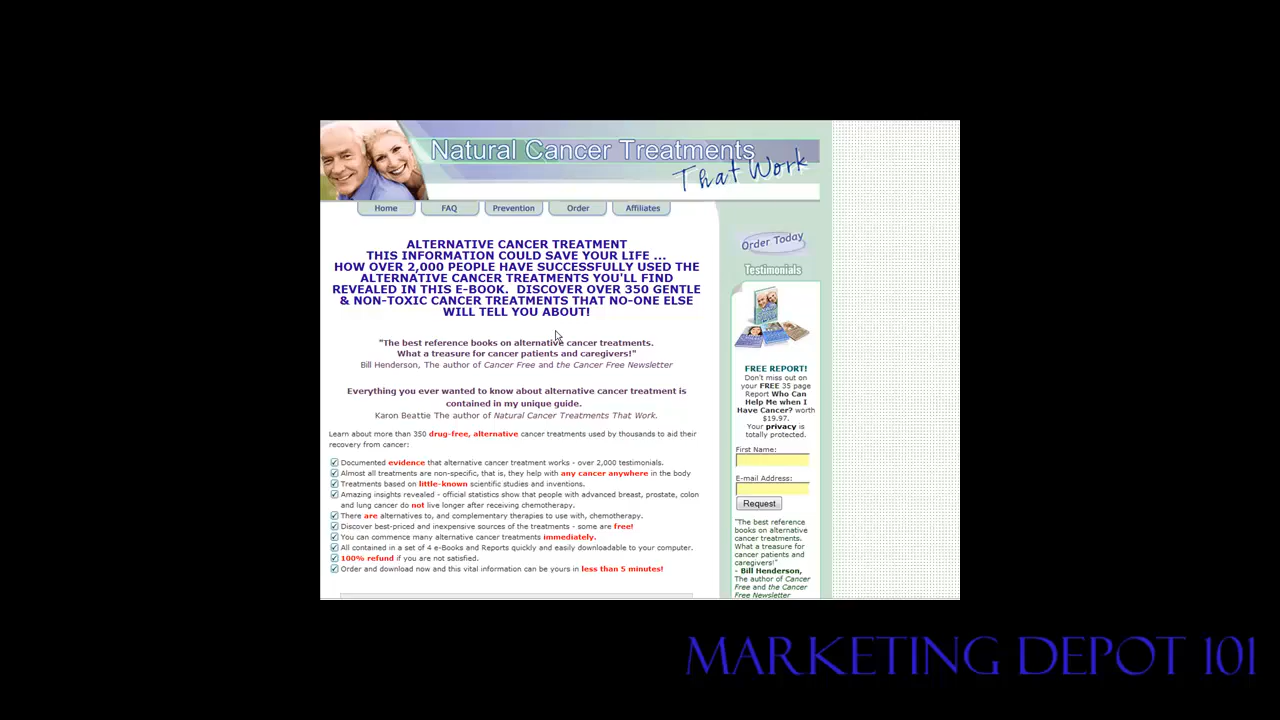 Natural Cancer Treatments
That Work
Home
FAQ
Prevention
Order
Affiliates
ALTERNATIVE CANCER TREATMENT
THIS INFORMATION COULD SAVE YOUR LIFE ...
HOW OVER 2,000 PEOPLE HAVE SUCCESSFULLY USED THE
ALTERNATIVE CANCER TREATMENTS YOU'LL FIND
REVEALED IN THIS E-BOOK. DISCOVER OVER 350 GENTLE
& NON-TOXIC CANCER TREATMENTS THAT NO-ONE ELSE
WILL TELL YOU ABOUT!
"The best reference books on alternative cancer treatments.
What a treasure for cancer patients and caregivers!"
Bill Henderson, The author of Cancer Free and the Cancer Free Newsletter
Everything you ever wanted to know about alternative cancer treatment is
contained in my unique guide.
Karon Beattie The author of Natural Cancer Treatments That Work.
Learn about more than 350 drug-free, alternative cancer treatments used by thousands to aid their
recovery from cancer:
Documented evidence that alternative cancer treatment works - over 2,000 testimonials.
Almost all treatments are non-specific, that is, they help with any cancer anywhere in the body
Treatments based on little-known scientific studies and inventions.
Amazing insights revealed - official statistics show that people with advanced breast, prostate, colon
and lung cancer do not live longer after receiving chemotherapy.
There are alternatives to, and complementary therapies to use with, chemotherapy.
Discover best-priced and inexpensive sources of the treatments - some are free!
You can commence many alternative cancer treatments immediately.
All contained in a set of 4 e-Books and Reports quickly and easily downloadable to your computer.
100% refund if you are not satisfied.
Order and download now and this vital information can be yours in less than 5 minutes!
Order Today
Testimonials
FREE REPORT!
Don't miss out on
your FREE 35 page
Report Who Can
Help Me when I
Have Cancer? worth
$19.97.
Your privacy is
totally protected.
First Name:
E-mail Address:
Request
"The best reference
books on alternative
cancer treatments.
What a treasure for
cancer patients and
caregivers!"
- Bill Henderson,
The author of Cancer
Free and the Cancer
Free Newsletter
MARKETING DEPOT 101